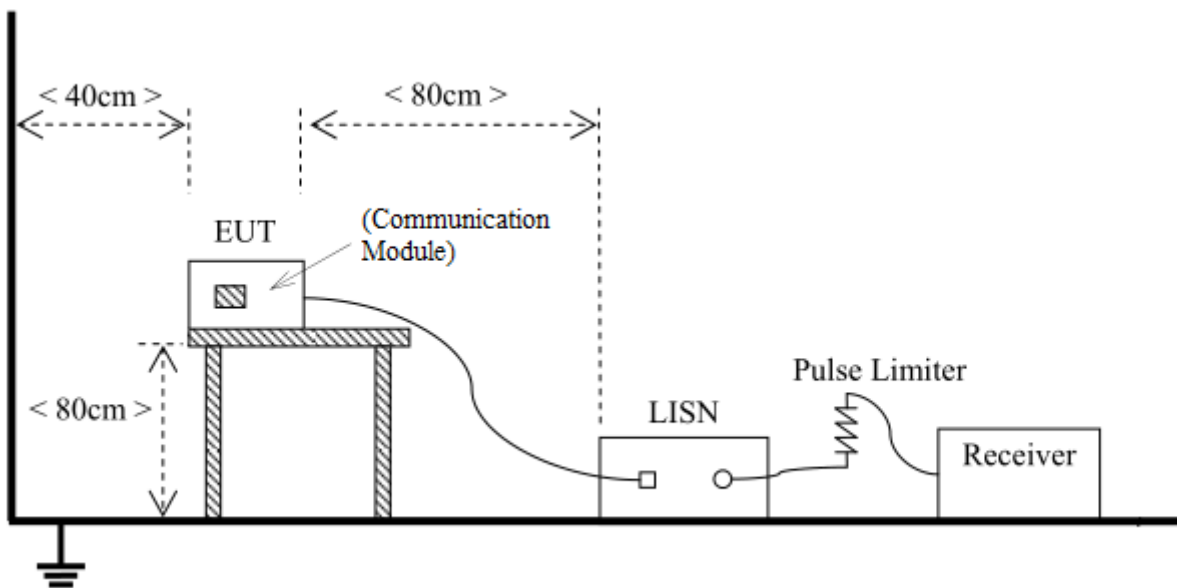 < 40cm >
< 80cm >
EUT
(Communication
Module)
< 80cm >
Pulse Limiter
LISN
Receiver